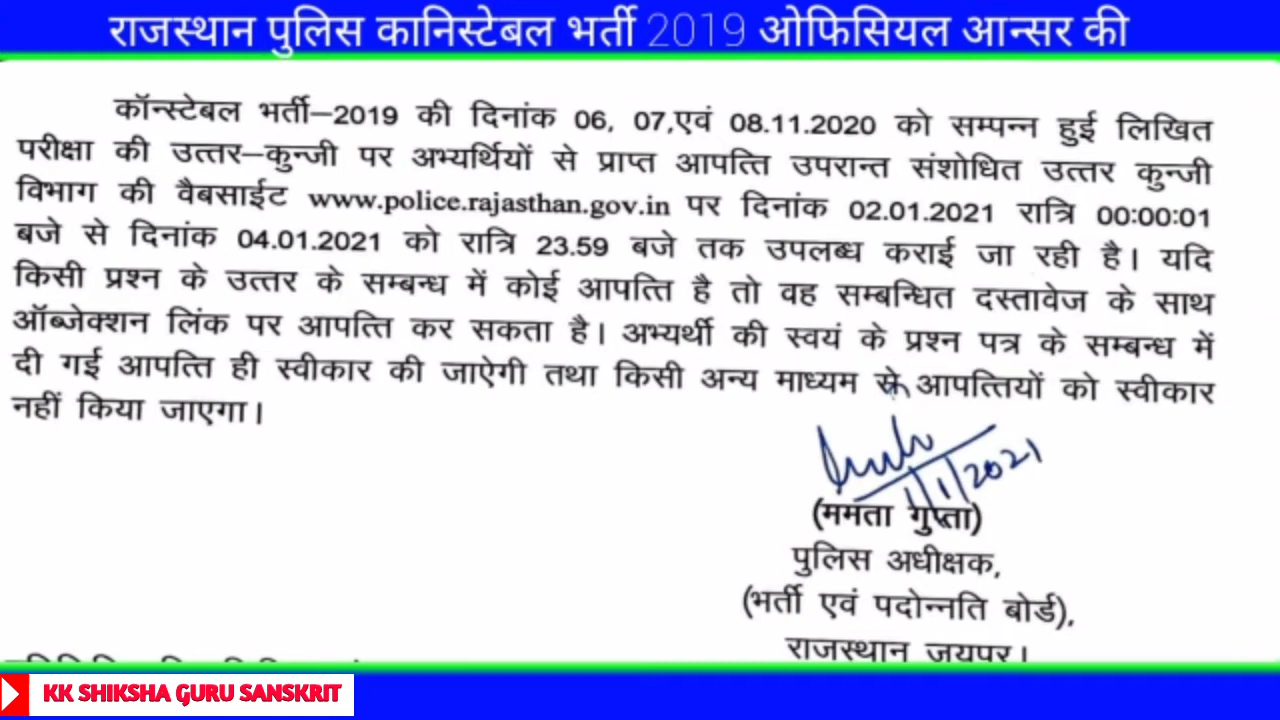 राजस्थान पुलिस कानिस्टेबल भर्ती 2019 ओफिसियल आन्सर की
कॉन्स्टेबल भर्ती–2019 की दिनांक 06, 07,एवं 08.11.2020 को सम्पन्न हुई लिखित
परीक्षा की उत्तर–कुन्जी पर अभ्यर्थियों से प्राप्त आपत्ति उपरान्त संशोधित उत्तर कुन्जी
विभाग की वैबसाईट www.police.rajasthan.gov.in पर दिनांक 02.01.2021 रात्रि 00:00:01
बजे से दिनांक 04.01.2021 को रात्रि 23.59 बजे तक उपलब्ध कराई जा रही है। यदि
किसी प्रश्न के उत्तर के सम्बन्ध में कोई आपत्ति है तो वह सम्बन्धित दस्तावेज के साथ
ऑब्जेक्शन लिंक पर आपत्ति कर सकता है। अभ्यर्थी की स्वयं के प्रश्न पत्र के सम्बन्ध में
दी गई आपत्ति ही स्वीकार की जाऐगी तथा किसी अन्य माध्यम से आपत्तियों को स्वीकार
नहीं किया जाएगा।
1/1/2021
(ममता गुप्ता)
पुलिस अधीक्षक,
(भर्ती एवं पदोन्नति बोर्ड),
राजस्थान जयपुर।
KK SHIKSHA GURU SANSKRIT